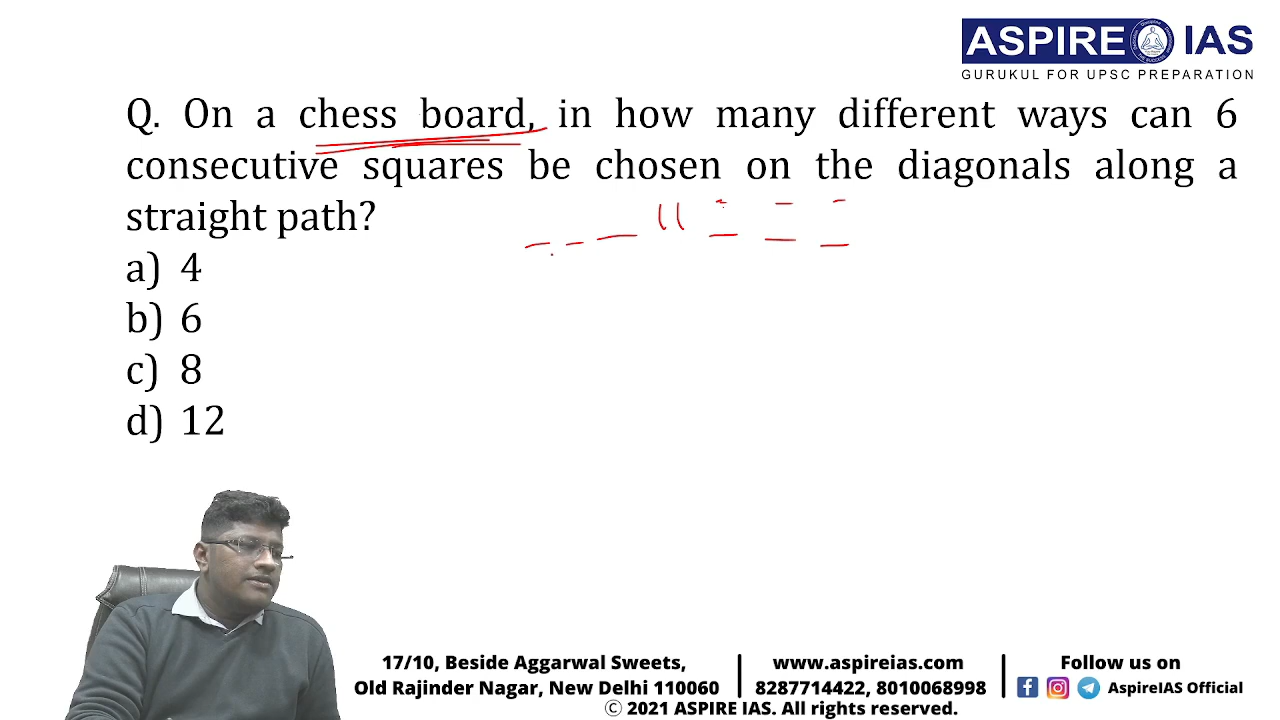 ASPIRE IAS
GURUKUL FOR UPSC PREPARATION
Q. On a chess board, in how many different ways can 6
consecutive squares be chosen on the diagonals along a
straight path?
a) 4
b) 6
c) 8
d) 12
17/10, Beside Aggarwal Sweets,
Old Rajinder Nagar, New Delhi 110060
www.aspireias.com
8287714422, 8010068998
Follow us on
AspireIAS Official
© 2021 ASPIRE IAS. All rights reserved.